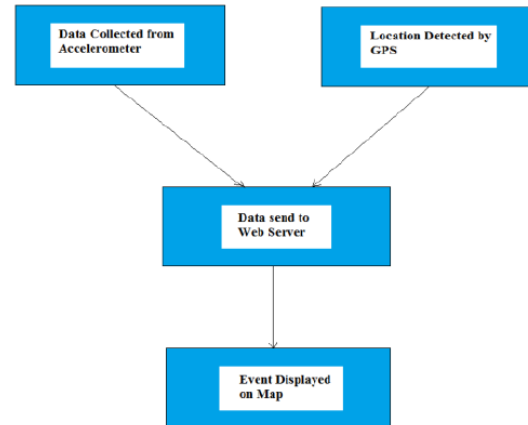 Data Collected from
Accelerometer
Location Detected by
GPS
Data send to
Web Server
Event Displayed
on Map